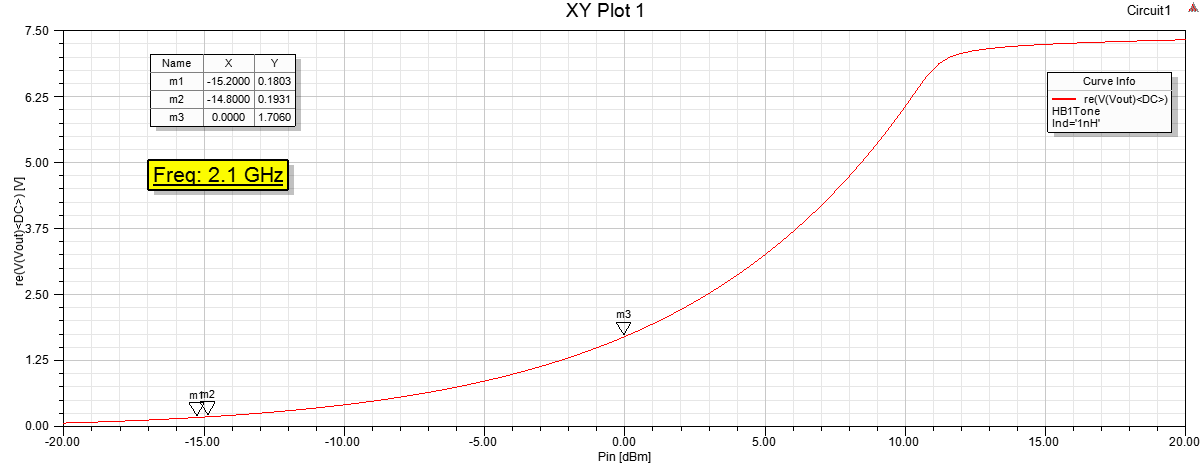 XY Plot 1
Circuit1
7.50
6.25
5.00
3.75
2.50
1.25
0.00
re(V(Vout)<DC>) [V]
Name X Y
m1 -15.2000 0.1803
m2 -14.8000 0.1931
m3 0.0000 1.7060
Freq: 2.1 GHz
Curve Info
re(V(Vout)<DC>)
HB1Tone
Ind='1nH'
m3
m1 m2
-20.00 -15.00 -10.00 -5.00 0.00 5.00 10.00 15.00 20.00
Pin [dBm]